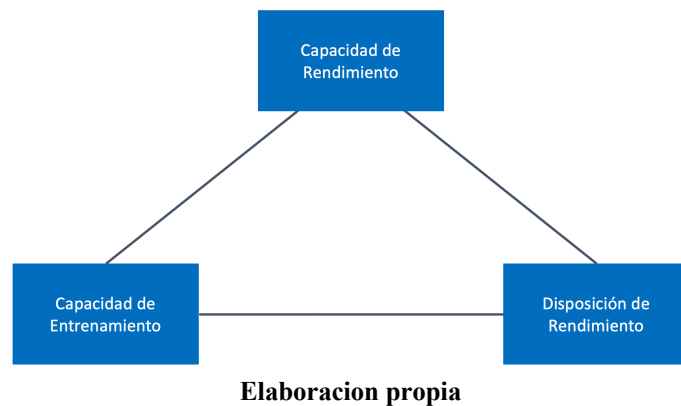 Capacidad de
Rendimiento
Capacidad de
Entrenamiento
Disposición de
Rendimiento
Elaboracion propia